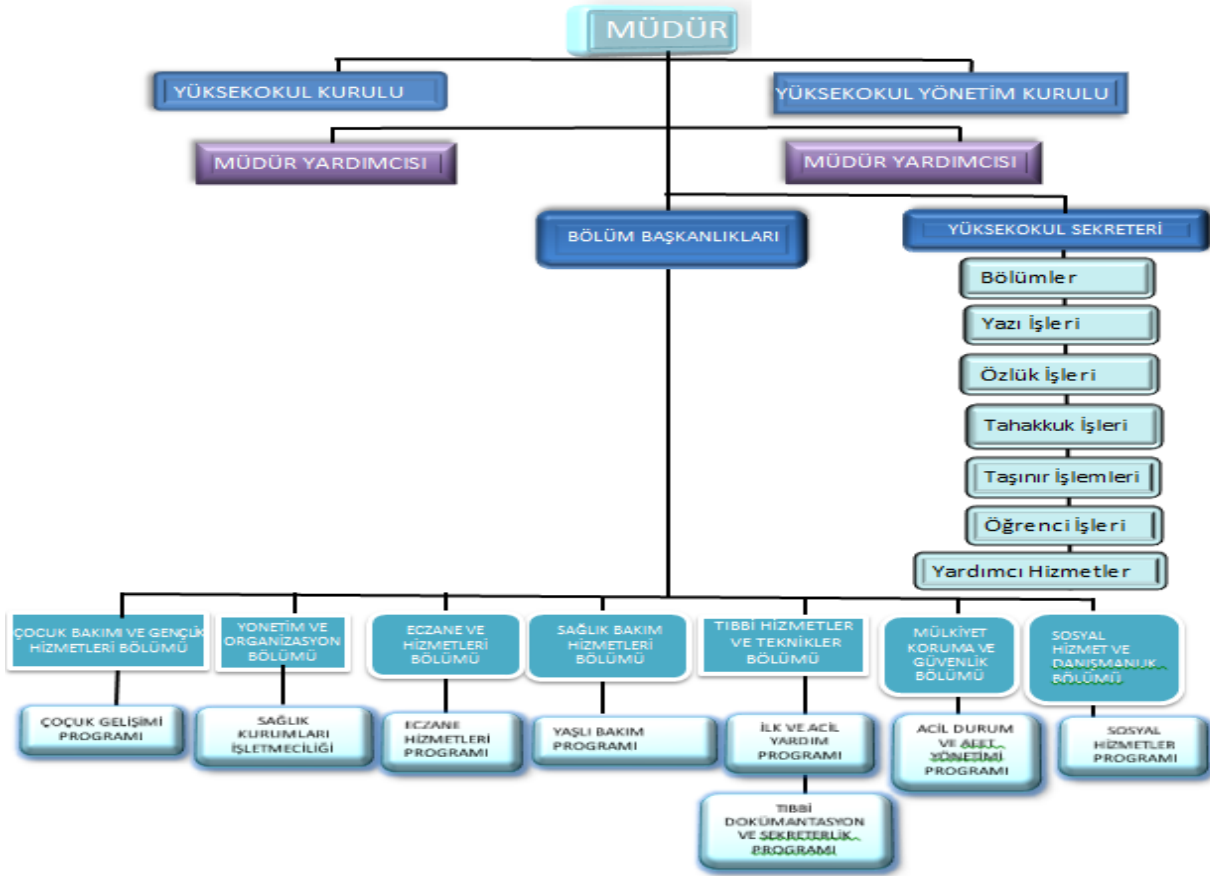 MÜDÜR
YÜKSEKOKUL KURULU
YÜKSEKOKUL YÖNETİM KURULU
MÜDÜR YARDIMCISI
MÜDÜR YARDIMCISI
BÖLÜM BAŞKANLIKLARI
YÜKSEKOKUL SEKRETERİ
Bölümler
Yazı İşleri
Özlük İşleri
Tahakkuk İşleri
Taşınır İşlemleri
Öğrenci İşleri
Yardımcı Hizmetler
ÇOCUK BAKIMI VE GENÇLİK
HİZMETLERİ BÖLÜMÜ
YONETİM VE
ORGANİZASYON
BÖLÜMÜ
ECZANE VE
HİZMETLERİ
BÖLÜMÜ
SAĞLIK BAKIM
HİZMETLERİ BÖLÜMÜ
TIBBİ HİZMETLER
VE TEKNİKLER
BÖLÜMÜ
MÜLKİYET
KORUMA VE
GÜVENLİK
BÖLÜMÜ
SOSYAL
HİZMET VE
DANIŞMANLIK
BÖLÜMÜ
ÇOÇUK GELİŞİMİ
PROGRAMI
SAĞLIK
KURUMLARI
İŞLETMECİLİĞİ
ECZANE
HİZMETLERİ
PROGRAMI
YAŞLI BAKIM
PROGRAMI
İLK VE ACİL
YARDIM
PROGRAMI
ACİL DURUM
VE AFET
YÖNETİMİ
PROGRAMI
SOSYAL
HİZMETLER
PROGRAMI
TIBBİ
DOKÜMANTASYON
VE SEKRETERLİK
PROGRAMI